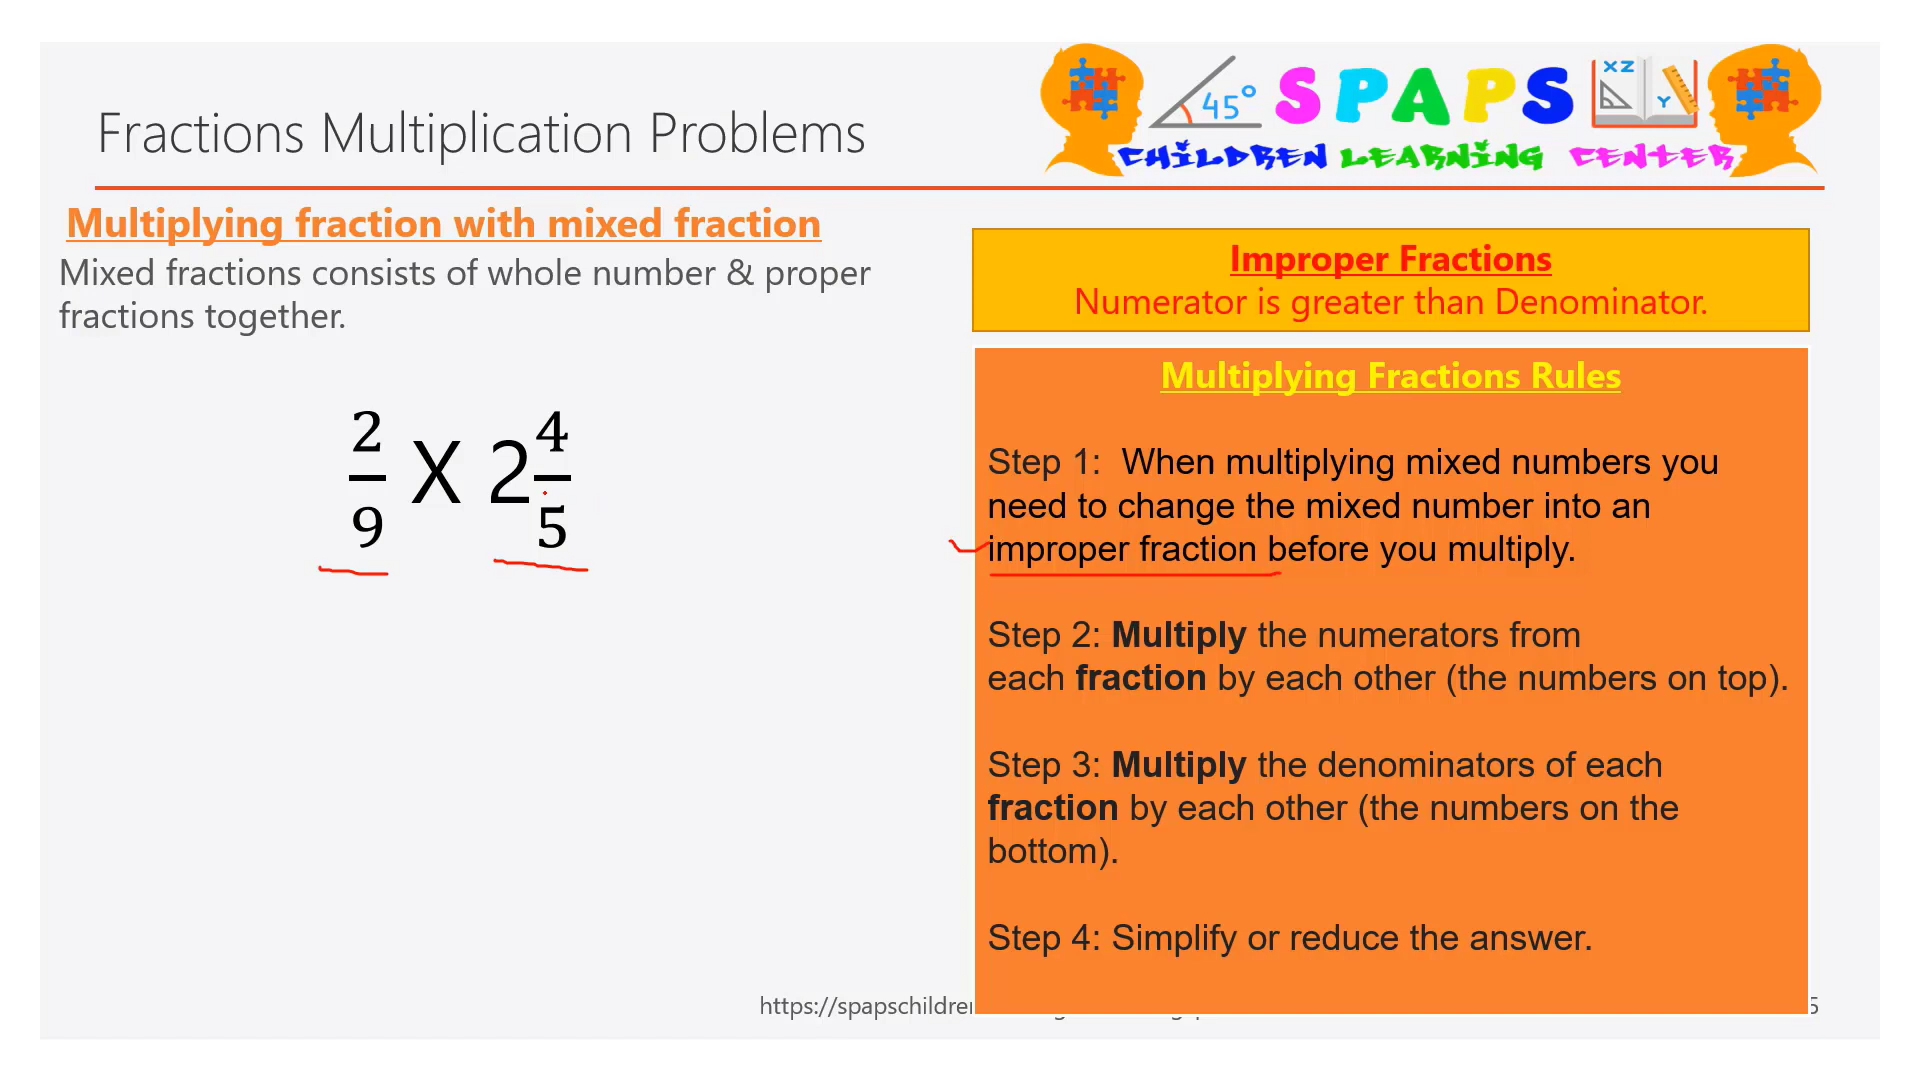 XZ
45° SPAPS
Y
Fractions Multiplication Problems
CHILDREN LEARNING CENTER
Multiplying fraction with mixed fraction
Mixed fractions consists of whole number & proper
fractions together.
Improper Fractions
Numerator is greater than Denominator.
2/9 X 2 4/5
Multiplying Fractions Rules
Step 1: When multiplying mixed numbers you
need to change the mixed number into an
improper fraction before you multiply.
Step 2: Multiply the numerators from
each fraction by each other (the numbers on top).
Step 3: Multiply the denominators of each
fraction by each other (the numbers on the
bottom).
Step 4: Simplify or reduce the answer.
https://spapschildre
5